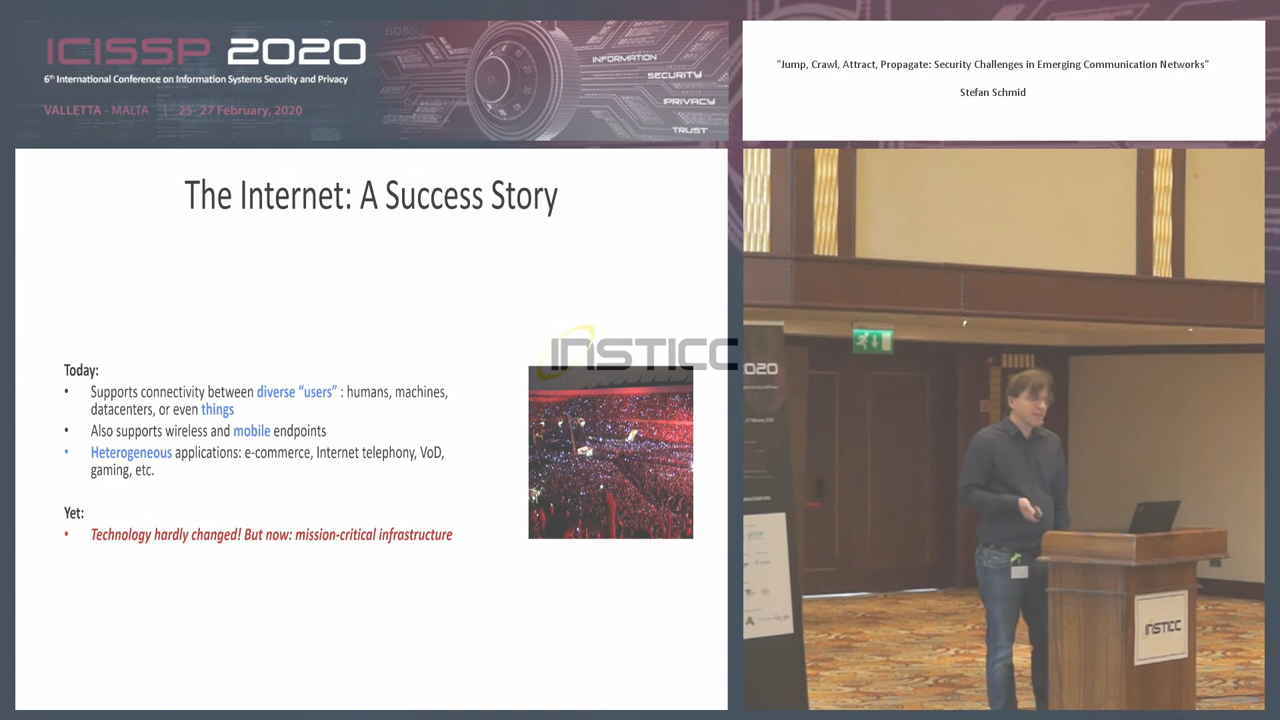 BD550
ICISSP 2020
6th International Conference on Information Systems Security and Privacy
VALLETTA - MALTA | 25- 27 February, 2020
INFORMATION
SECURITY
PRIVACY
TRUST
"Jump, Crawl, Attract, Propagate: Security Challenges in Emerging Communication Networks"
Stefan Schmid
The Internet: A Success Story
INSTICC
Today:
• Supports connectivity between diverse “users” : humans, machines,
datacenters, or even things
• Also supports wireless and mobile endpoints
• Heterogeneous applications: e-commerce, Internet telephony, VoD,
gaming, etc.
Yet:
• Technology hardly changed! But now: mission-critical infrastructure
020
INSTICC